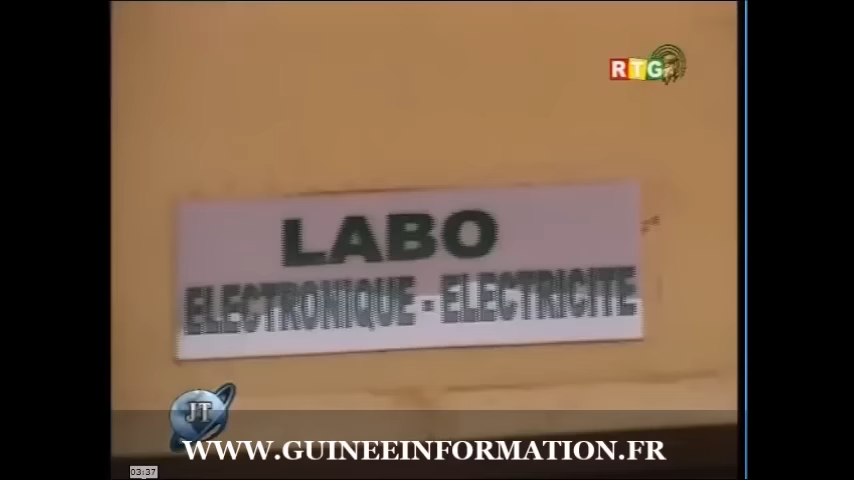 RTG
LABO
ELECTRONIQUE - ELECTRICITE
JT
WWW.GUINEEINFORMATION.FR
03:37